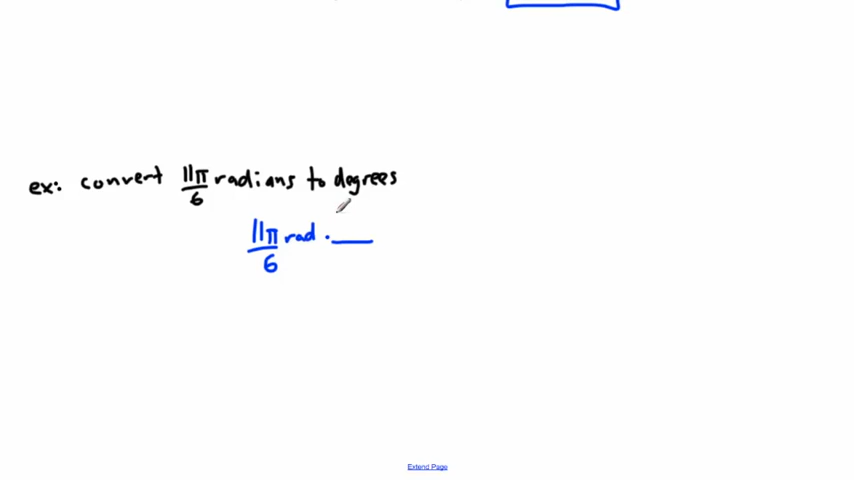 ex: convert 11π/6 radians to degrees
11π/6 rad · ___
Extend Page